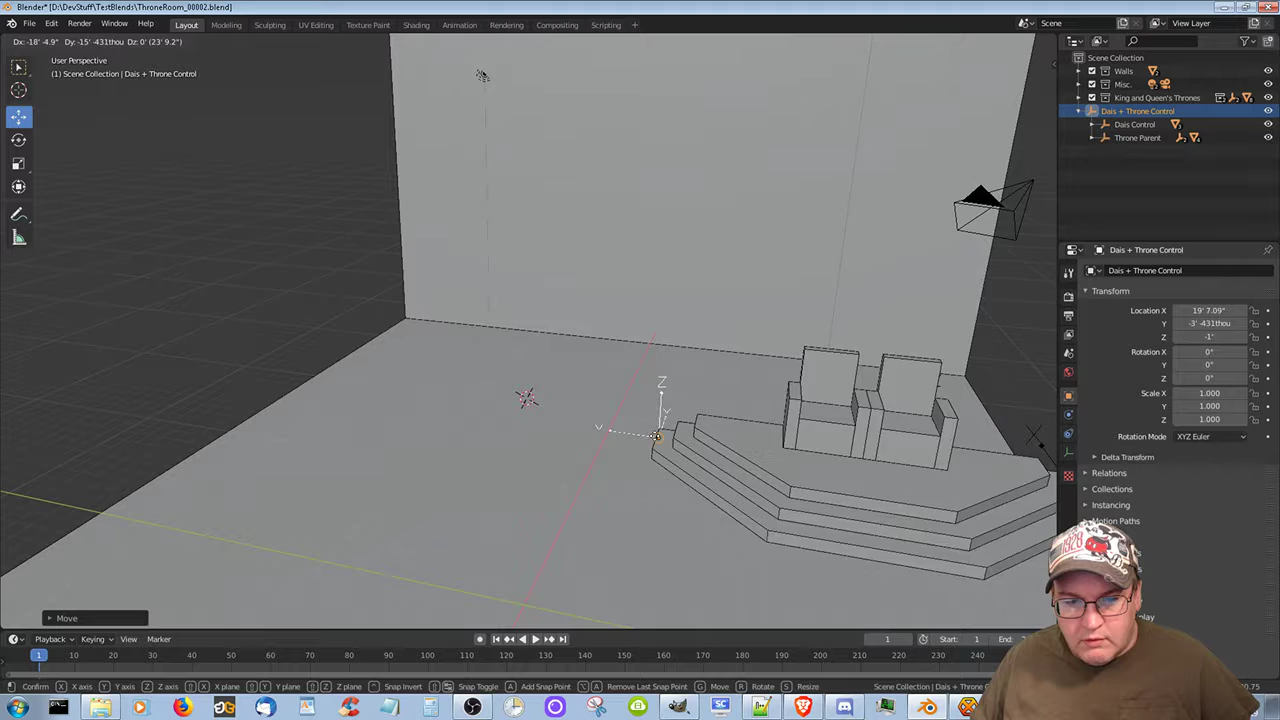 Blender* [D:\DevStuff\TestBlends\ThroneRoom_00002.blend]
File Edit Render Window Help Layout Modeling Sculpting UV Editing Texture Paint Shading Animation Rendering Compositing Scripting + Scene View Layer
Dx: -18' -4.9" Dy: -15' -431thou Dz: 0' (23' 9.2")
User Perspective
(1) Scene Collection | Dais + Throne Control
Scene Collection
Walls
Misc.
King and Queen's Thrones
Dais + Throne Control
Dais Control
Throne Parent
Z
Y
Dais + Throne Control
Dais + Throne Control
Transform
Location X 19' 7.09"
Y -3' -431thou
Z -1"
Rotation X 0°
Y 0°
Z 0°
Scale X 1.000
Y 1.000
Z 1.000
Rotation Mode XYZ Euler
Delta Transform
Relations
Collections
Instancing
Motion Paths
1928
Move
Playback Keying View Marker 1 Start: 1 End:
1 10 20 30 40 50 60 70 80 90 100 110 120 130 140 150 160 170 180 190 200 210 220 230 240
Confirm X X axis Y Y axis Z Z axis X X plane Y Y plane Z Z plane Snap Invert Snap Toggle A Add Snap Point A Remove Last Snap Point G Move R Rotate S Resize Scene Collection | Dais + Throne